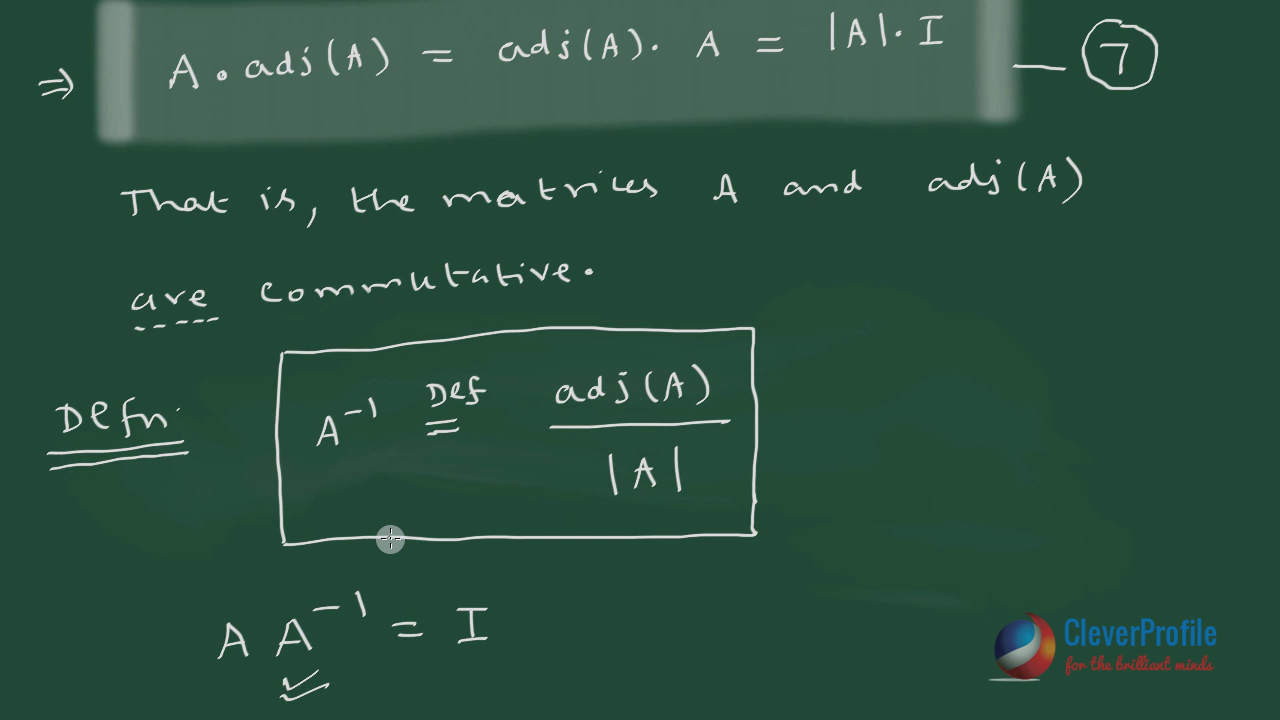 ⇒ A . adj(A) = adj(A) . A = |A| . I — 7
That is, the matrices A and adj(A)
are commutative.
Defn. A⁻¹ Def = adj(A) / |A|
A A⁻¹ = I
CleverProfile
for the brilliant minds